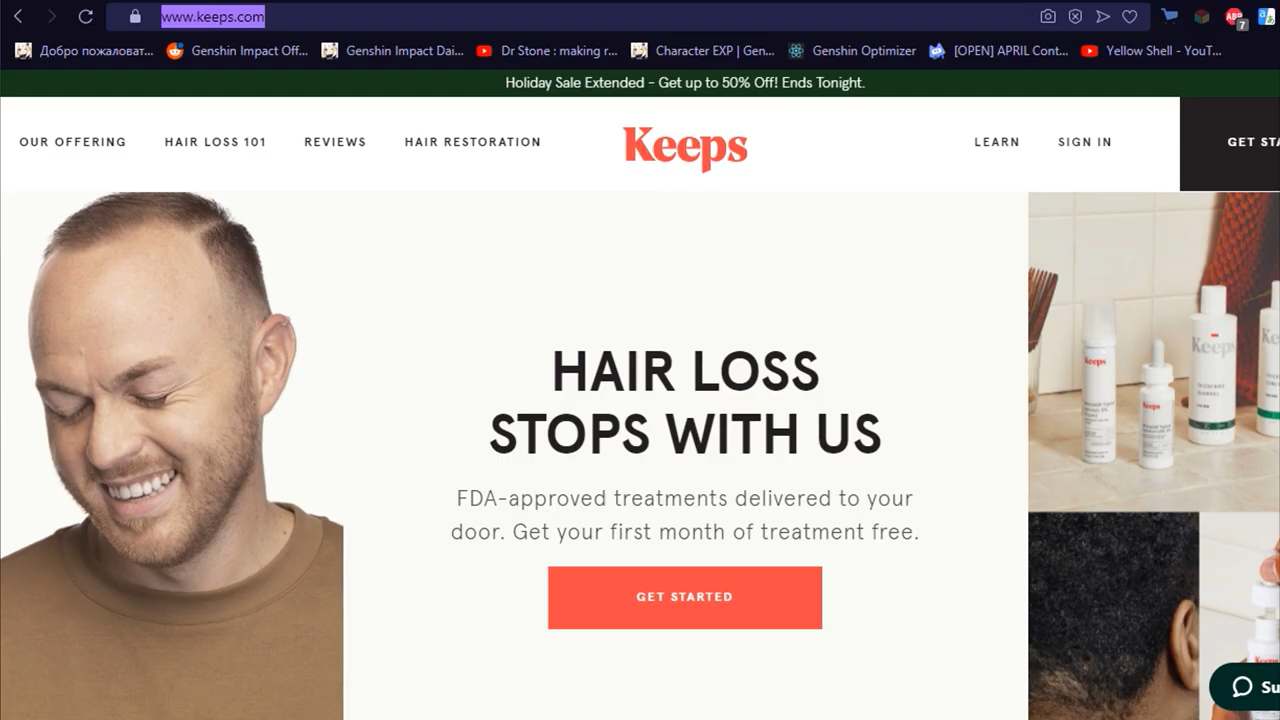 www.keeps.com
ABP
7
Добро пожаловат...
Genshin Impact Off...
Genshin Impact Dai...
Dr Stone : making r...
Character EXP | Gen...
Genshin Optimizer
[OPEN] APRIL Cont...
Yellow Shell - YouT...
Holiday Sale Extended - Get up to 50% Off! Ends Tonight.
OUR OFFERING
HAIR LOSS 101
REVIEWS
HAIR RESTORATION
Keeps
LEARN
SIGN IN
GET STA
HAIR LOSS
STOPS WITH US
FDA-approved treatments delivered to your
door. Get your first month of treatment free.
GET STARTED
Keeps
Keeps
Keeps
Keeps
Su